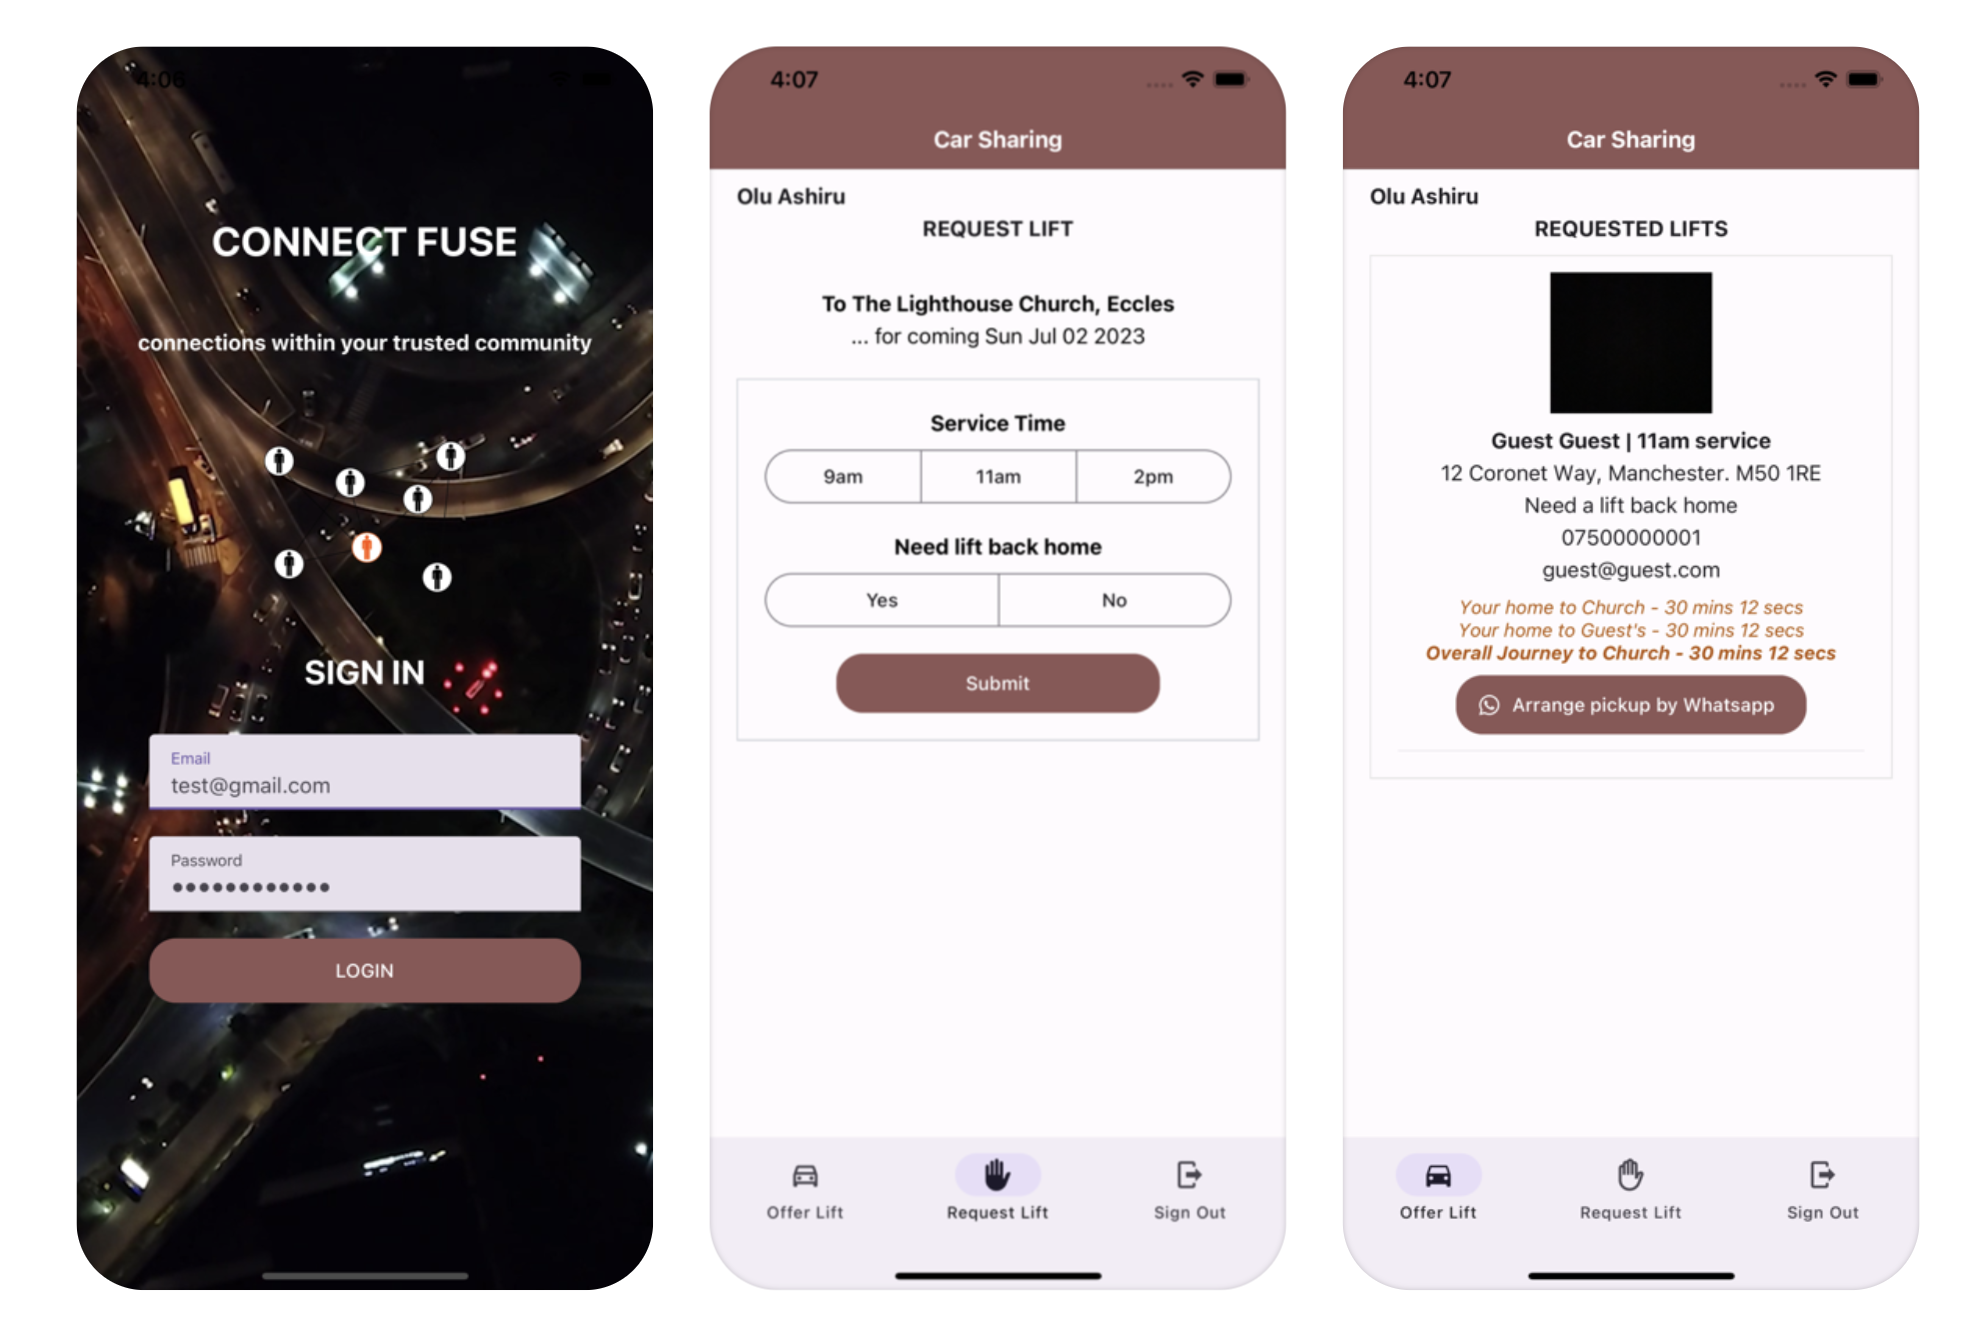 4:06
CONNECT FUSE
connections within your trusted community
SIGN IN
Email
test@gmail.com
Password
••••••••••••
LOGIN
4:07
Car Sharing
Olu Ashiru
REQUEST LIFT
To The Lighthouse Church, Eccles
... for coming Sun Jul 02 2023
Service Time
9am 11am 2pm
Need lift back home
Yes No
Submit
Offer Lift Request Lift Sign Out
4:07
Car Sharing
Olu Ashiru
REQUESTED LIFTS
Guest Guest | 11am service
12 Coronet Way, Manchester. M50 1RE
Need a lift back home
07500000001
guest@guest.com
Your home to Church - 30 mins 12 secs
Your home to Guest's - 30 mins 12 secs
Overall Journey to Church - 30 mins 12 secs
Arrange pickup by Whatsapp
Offer Lift Request Lift Sign Out